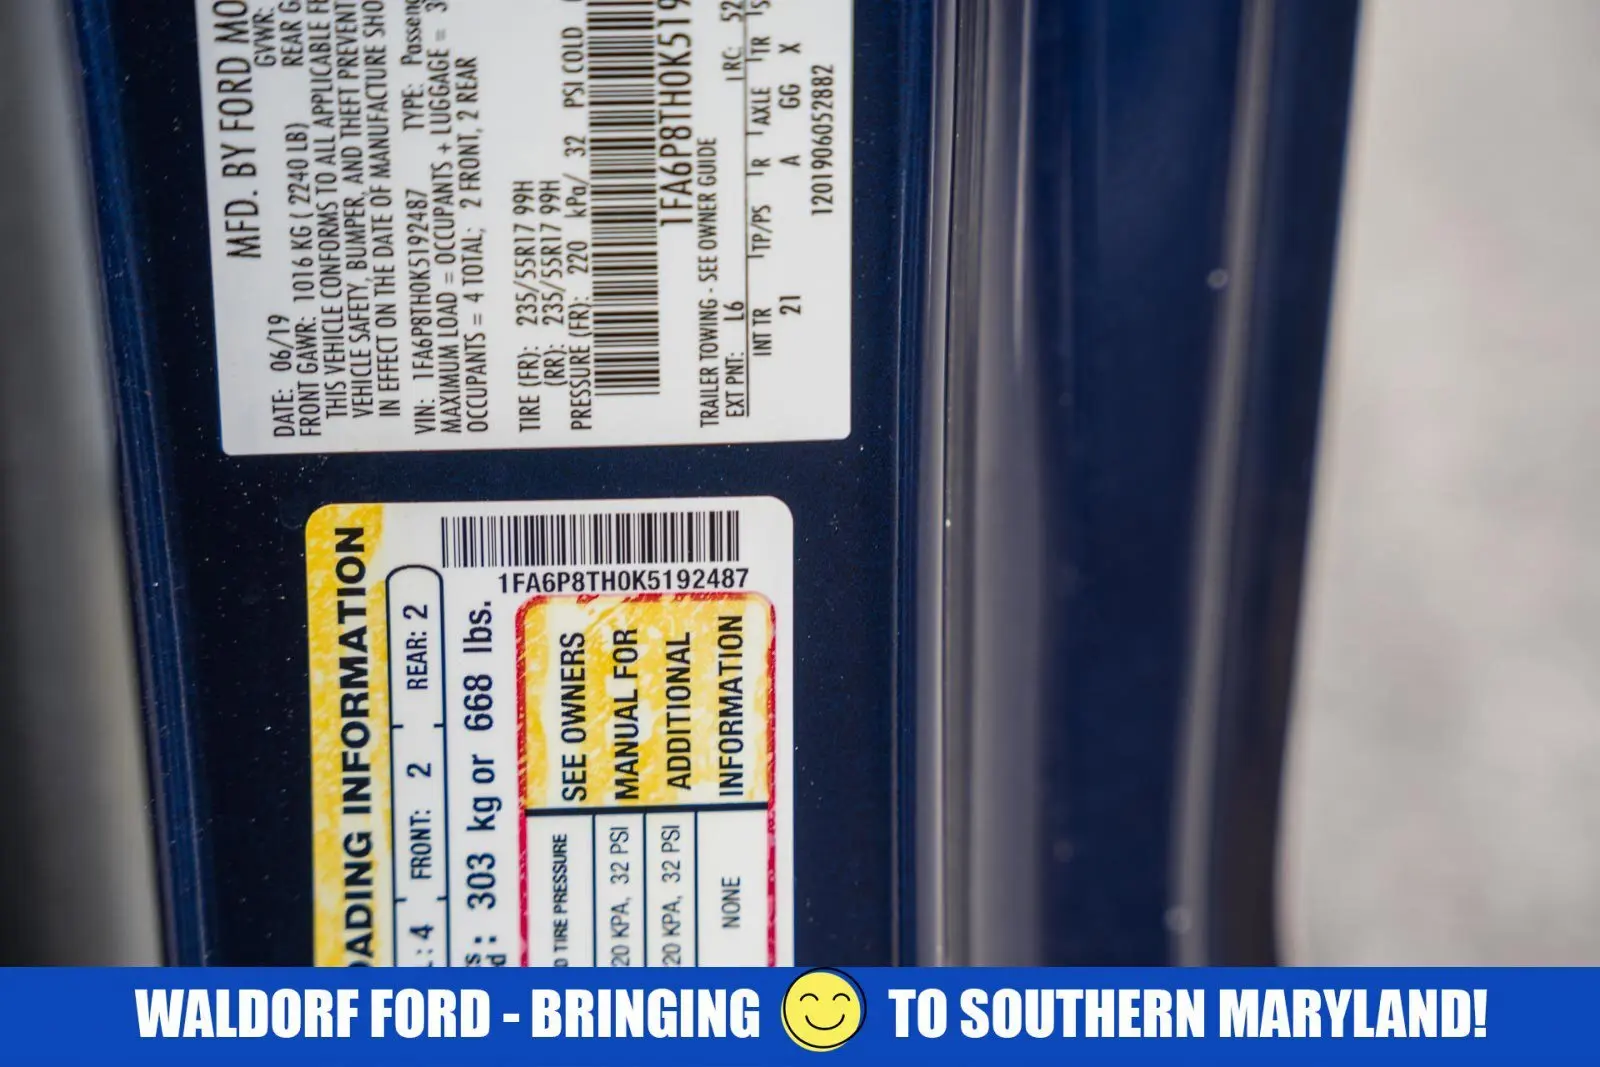 MFD. BY FORD MO
DATE: 06/19 GVWR:
FRONT GAWR: 1016 KG ( 2240 LB) REAR G
THIS VEHICLE CONFORMS TO ALL APPLICABLE FE
VEHICLE SAFETY, BUMPER, AND THEFT PREVENT
IN EFFECT ON THE DATE OF MANUFACTURE SHO
VIN: 1FA6P8TH0K5192487 TYPE: Passeng
MAXIMUM LOAD = OCCUPANTS + LUGGAGE = 3
OCCUPANTS = 4 TOTAL; 2 FRONT, 2 REAR
TIRE (FR): 235/55R17 99H
(RR): 235/55R17 99H
PRESSURE (FR): 220 kPa/ 32 PSI COLD
1FA6P8TH0K519
TRAILER TOWING - SEE OWNER GUIDE
EXT PNT: L6 RC: 52
INT TR TP/PS R AXLE TR S
21 A GG X
1201906052882
ADING INFORMATION
: 4 FRONT: 2 REAR: 2
: 303 kg or 668 lbs.
1FA6P8TH0K5192487
TIRE PRESSURE
20 KPA, 32 PSI
20 KPA, 32 PSI
NONE
SEE OWNERS
MANUAL FOR
ADDITIONAL
INFORMATION
WALDORF FORD - BRINGING TO SOUTHERN MARYLAND!